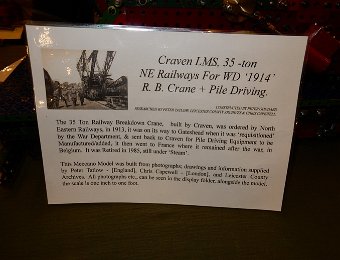 Craven LMS, 35 -ton
NE Railways For WD '1914'
R. B. Crane + Pile Driving.
The 35 Ton Railway Breakdown Crane, built by Craven, was ordered by North
Eastern Railways, in 1913, it was on its way to Gateshead when it was 'requisitioned'
by the War Department, & sent back to Craven for Pile Driving Equipment to be
Manufactured/added, it then went to France where it remained after the war, in
Belgium. It was Retired in 1985, still under 'Steam'.
This Meccano Model was built from photographs; drawings and information supplied
by Peter Tatlow - [England], Chris Capewell - [London], and Leicester County
Archives. All photographs etc.; can be seen in the display folder, alongside the model.
the scale is one inch to one foot.